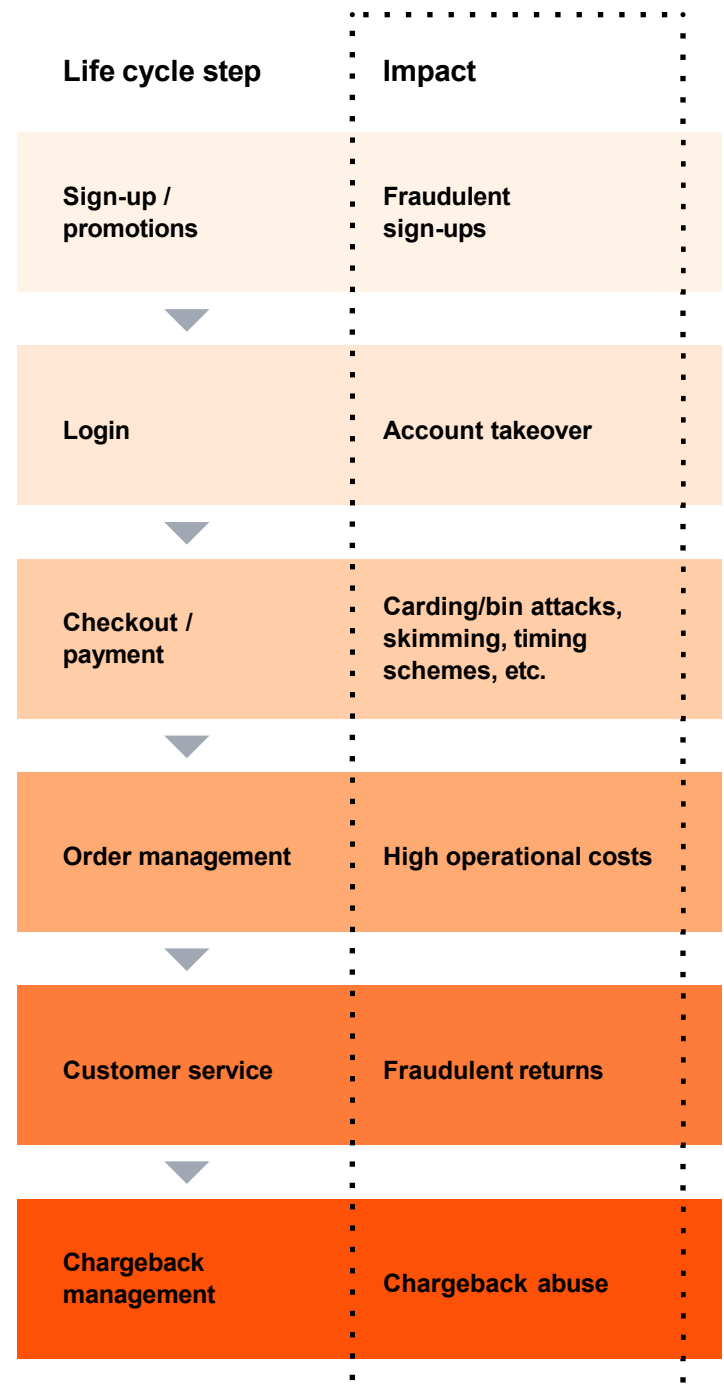 Life cycle step
Impact
Sign-up /
promotions
Fraudulent
sign-ups
Login
Account takeover
Checkout /
payment
Carding/bin attacks,
skimming, timing
schemes, etc.
Order management
High operational costs
Customer service
Fraudulent returns
Chargeback
management
Chargeback abuse